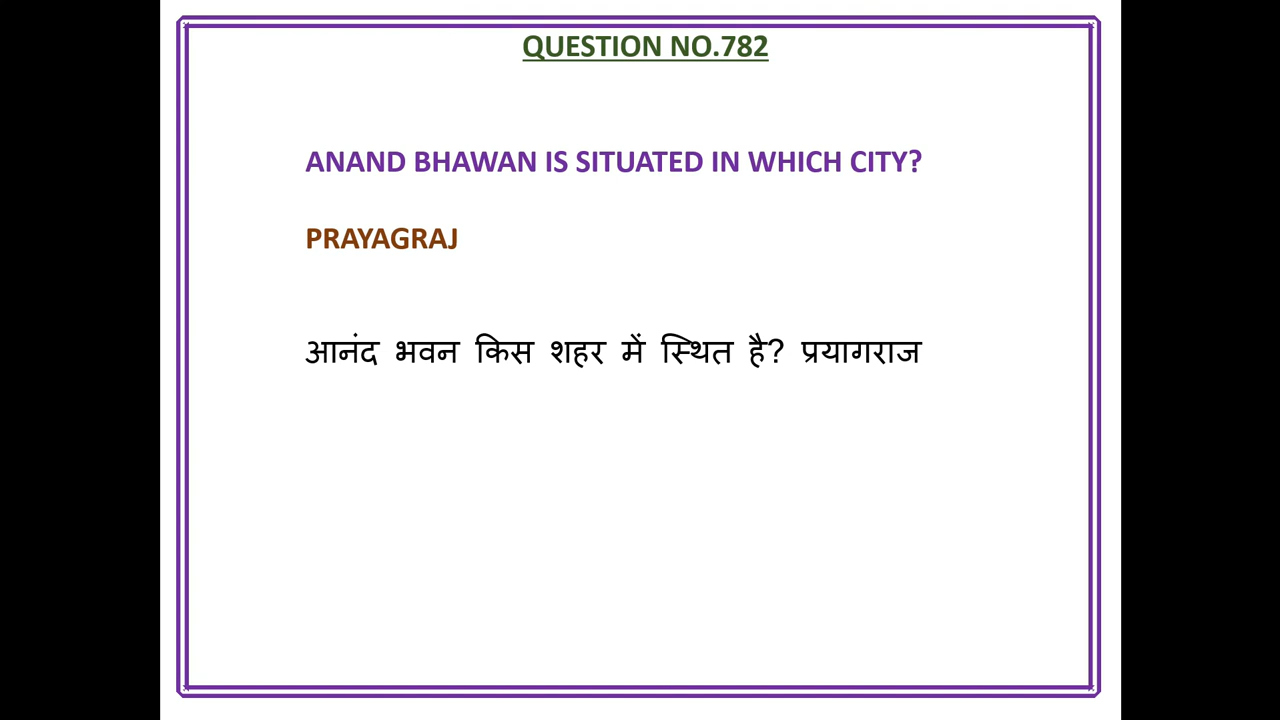 QUESTION NO.782
ANAND BHAWAN IS SITUATED IN WHICH CITY?
PRAYAGRAJ
आनंद भवन किस शहर में स्थित है? प्रयागराज